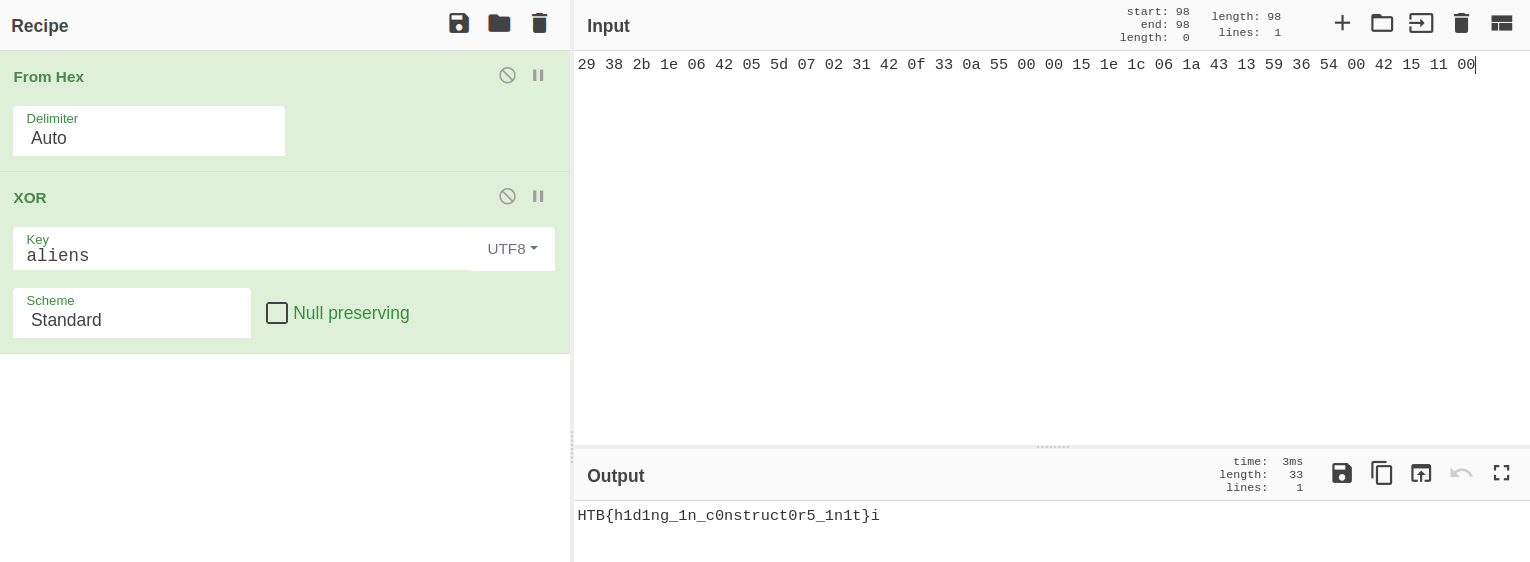 Recipe
From Hex
Delimiter
Auto
XOR
Key
aliens
UTF8
Scheme
Standard
Null preserving
Input
start: 98
end: 98
length: 0
length: 98
lines: 1
29 38 2b 1e 06 42 05 5d 07 02 31 42 0f 33 0a 55 00 00 15 1e 1c 06 1a 43 13 59 36 54 00 42 15 11 00
Output
time: 3ms
length: 33
lines: 1
HTB{h1d1ng_1n_c0nstruct0r5_1n1t}i